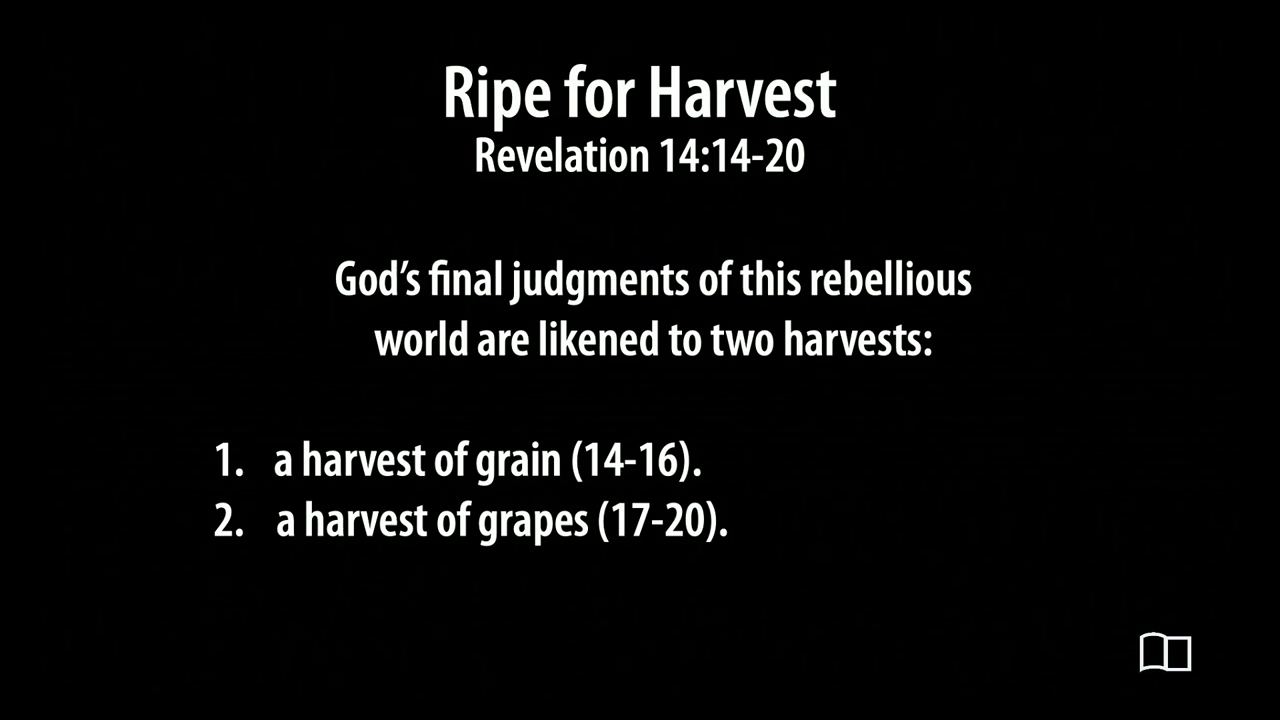 Ripe for Harvest
Revelation 14:14-20
God’s final judgments of this rebellious
world are likened to two harvests:
1. a harvest of grain (14-16).
2. a harvest of grapes (17-20).